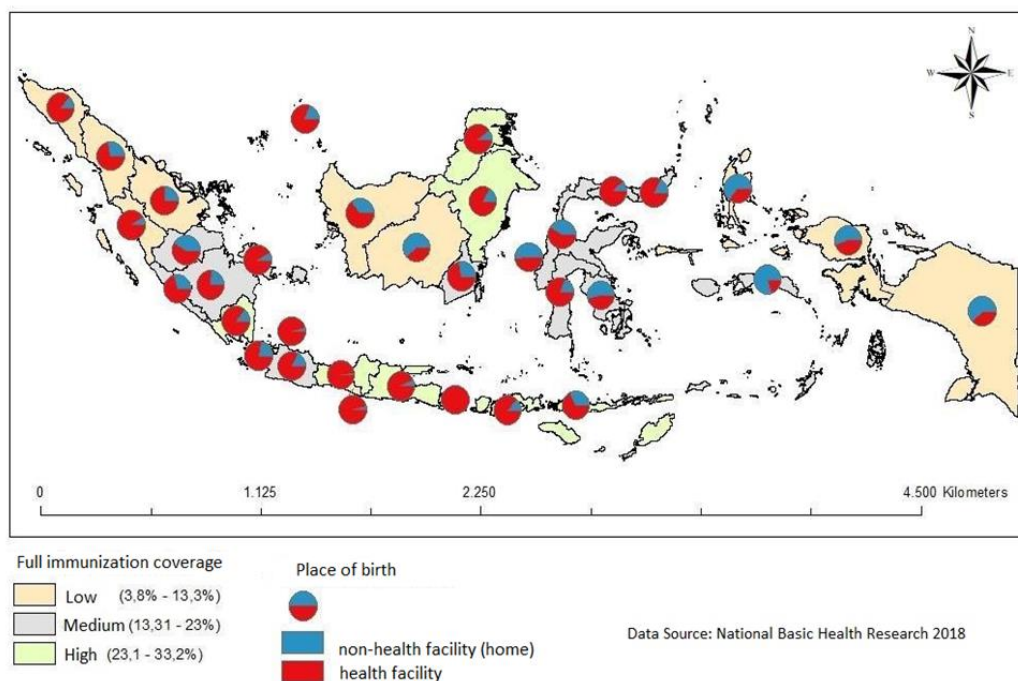 N
W E
S
0 1.125 2.250 4.500 Kilometers
Full immunization coverage
Low (3,8% - 13,3%)
Medium (13,31 - 23%)
High (23,1 - 33,2%)
Place of birth
non-health facility (home)
health facility
Data Source: National Basic Health Research 2018